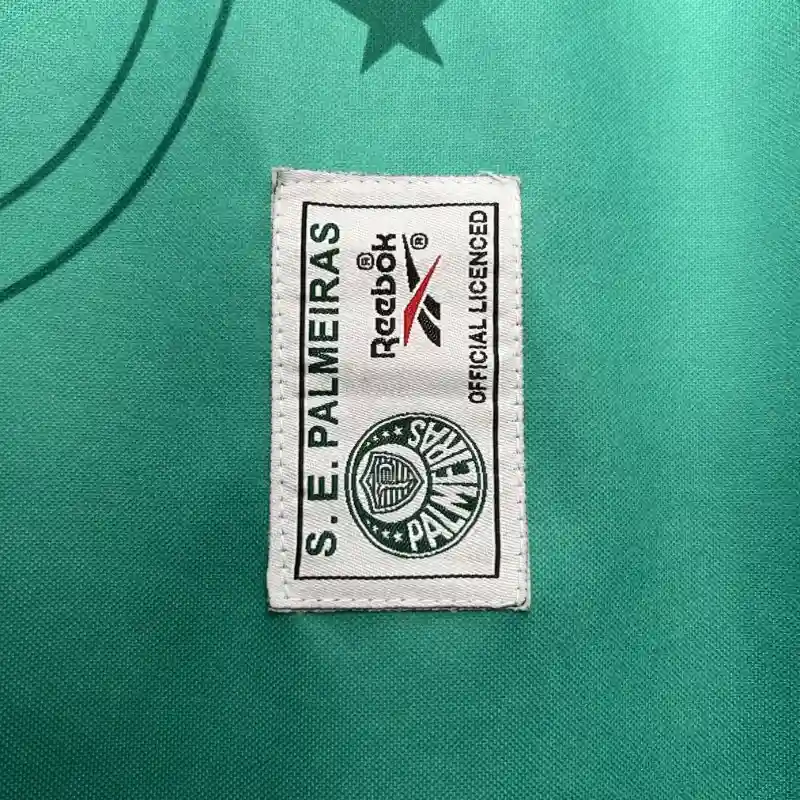 S. E. PALMEIRAS
Reebok®
®
OFFICIAL LICENCED
PALMEIRAS